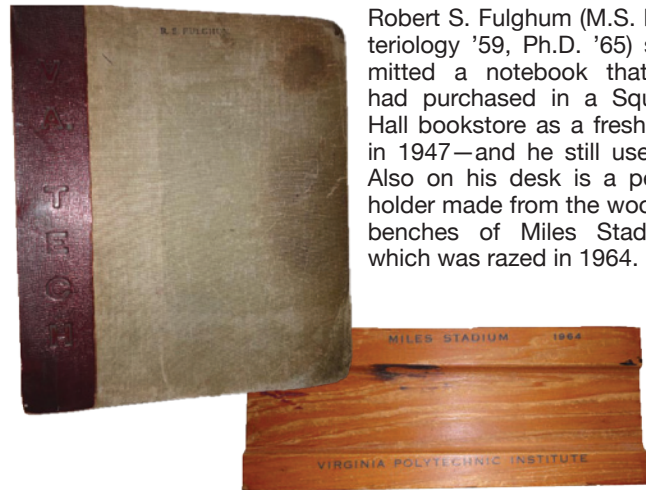 Robert S. Fulghum (M.S.
teriology '59, Ph.D. '65)
mitted a notebook that
had purchased in a
Hall bookstore as a
in 1947—and he still
Also on his desk is a
holder made from the
benches of Miles
which was razed in 1964.
R. S. FULGHUM
VA. TECH
MILES STADIUM 1964
VIRGINIA POLYTECHNIC INSTITUTE